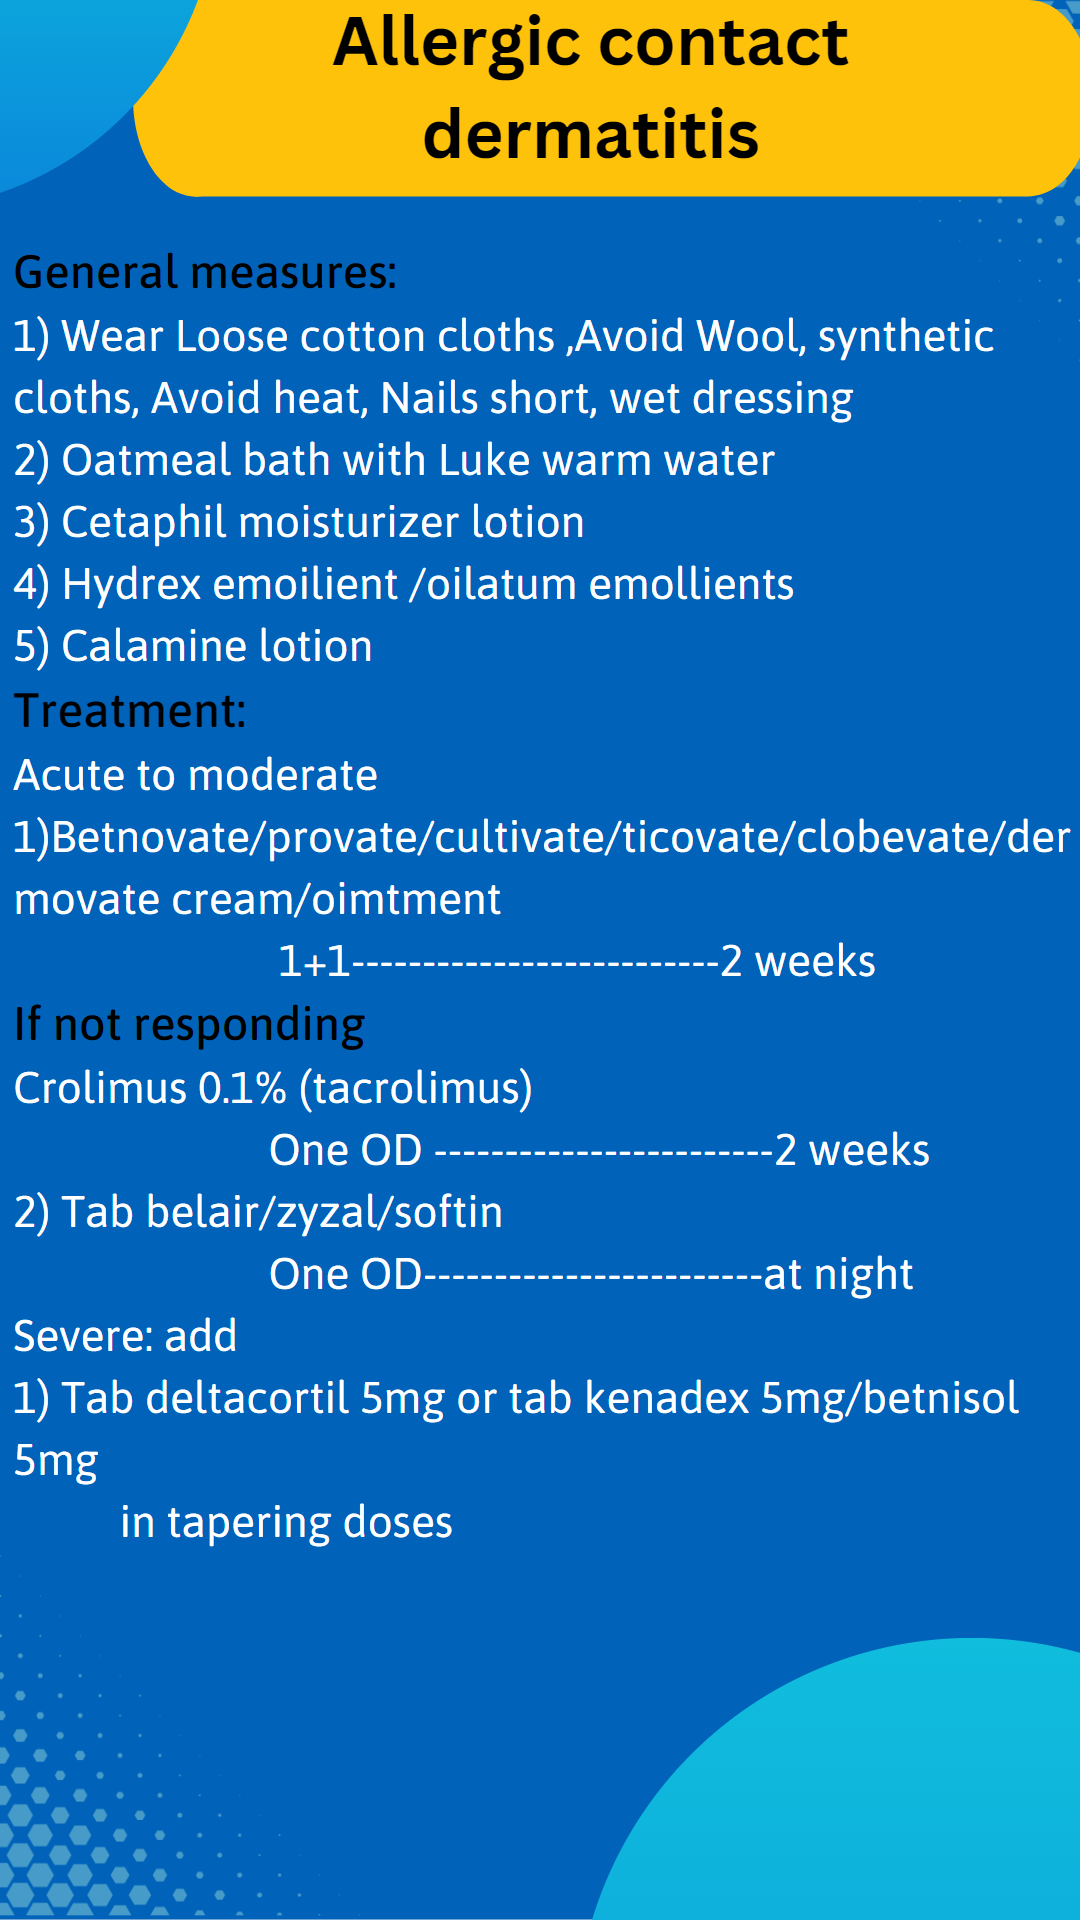 Allergic contact
dermatitis
General measures:
1) Wear Loose cotton cloths ,Avoid Wool, synthetic
cloths, Avoid heat, Nails short, wet dressing
2) Oatmeal bath with Luke warm water
3) Cetaphil moisturizer lotion
4) Hydrex emoilient /oilatum emollients
5) Calamine lotion
Treatment:
Acute to moderate
1)Betnovate/provate/cultivate/ticovate/clobevate/der
movate cream/oimtment
1+1--------------------------2 weeks
If not responding
Crolimus 0.1% (tacrolimus)
One OD ------------------------2 weeks
2) Tab belair/zyzal/softin
One OD------------------------at night
Severe: add
1) Tab deltacortil 5mg or tab kenadex 5mg/betnisol
5mg
in tapering doses